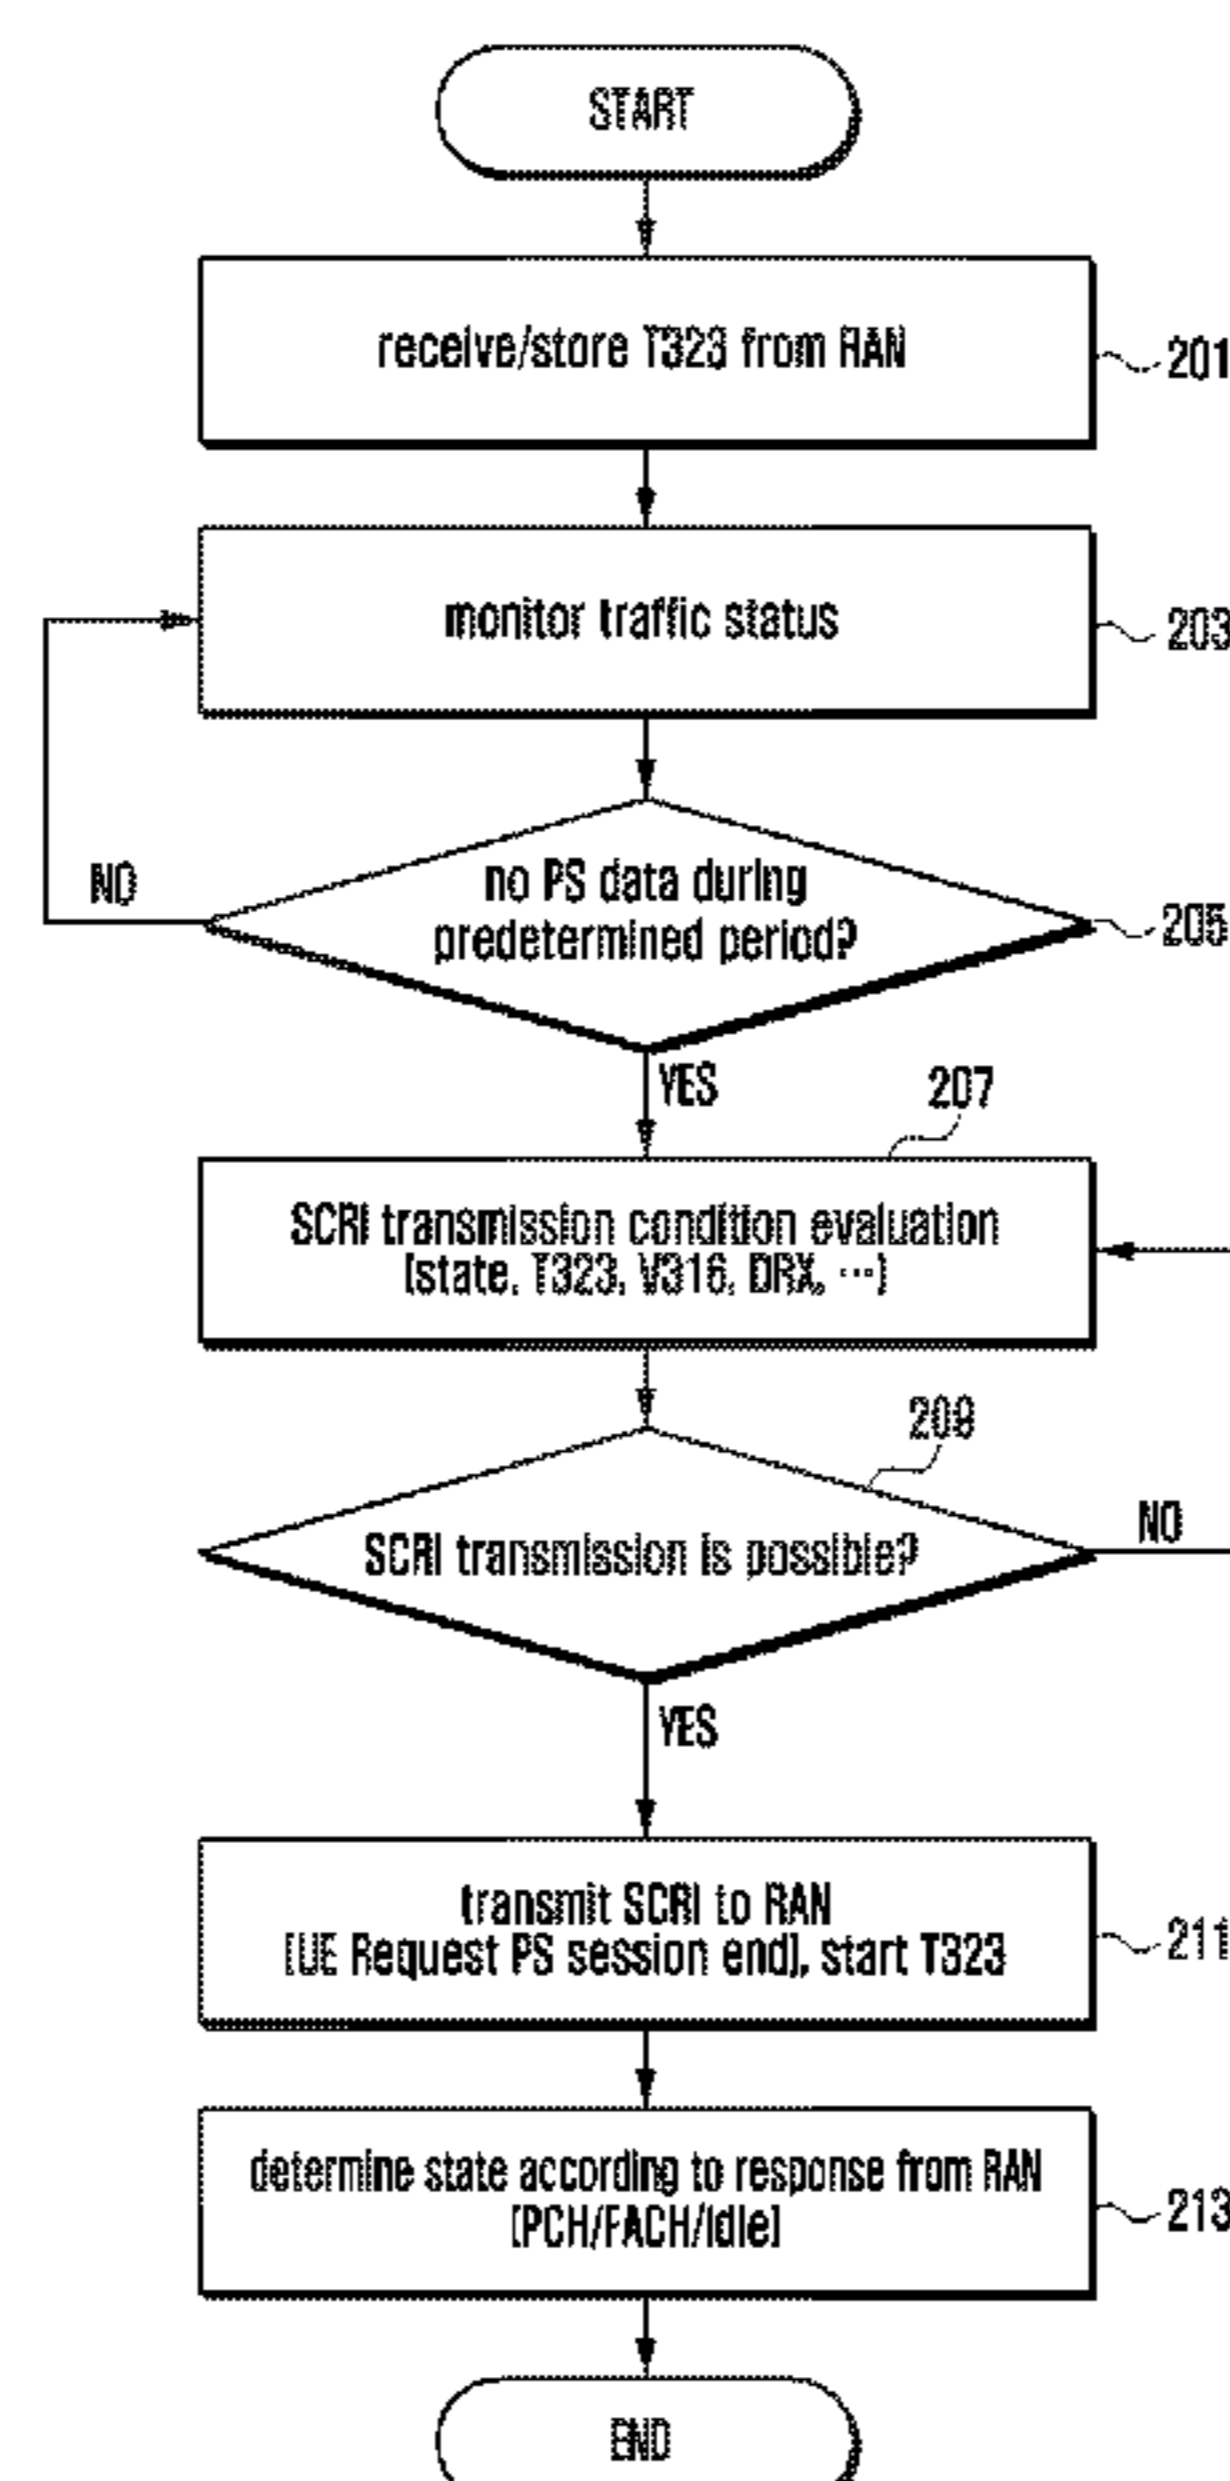 START
receive/store T323 from RAN
201
monitor traffic status
203
no PS data during
predetermined period?
NO
205
YES
207
SCRI transmission condition evaluation
(state, T323, V316, DRX, ···)
209
SCRI transmission is possible?
NO
YES
transmit SCRI to RAN
[UE Request PS session end], start T323
211
determine state according to response from RAN
[PCH/FACH/Idle]
213
END